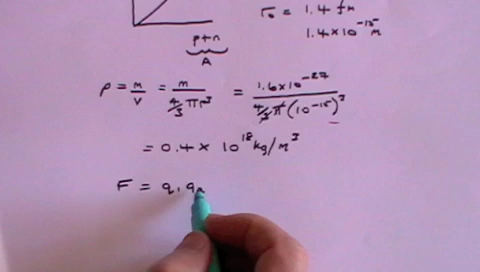 r₀ = 1.4 fm
1.4×10⁻¹⁵ m
p+n
A
ρ = m/v = m/(4/3 πr³) = 1.6×10⁻²⁷/(4/3 π (10⁻¹⁵)³)
= 0.4 × 10¹⁸ kg/m³
F = q₁q₂